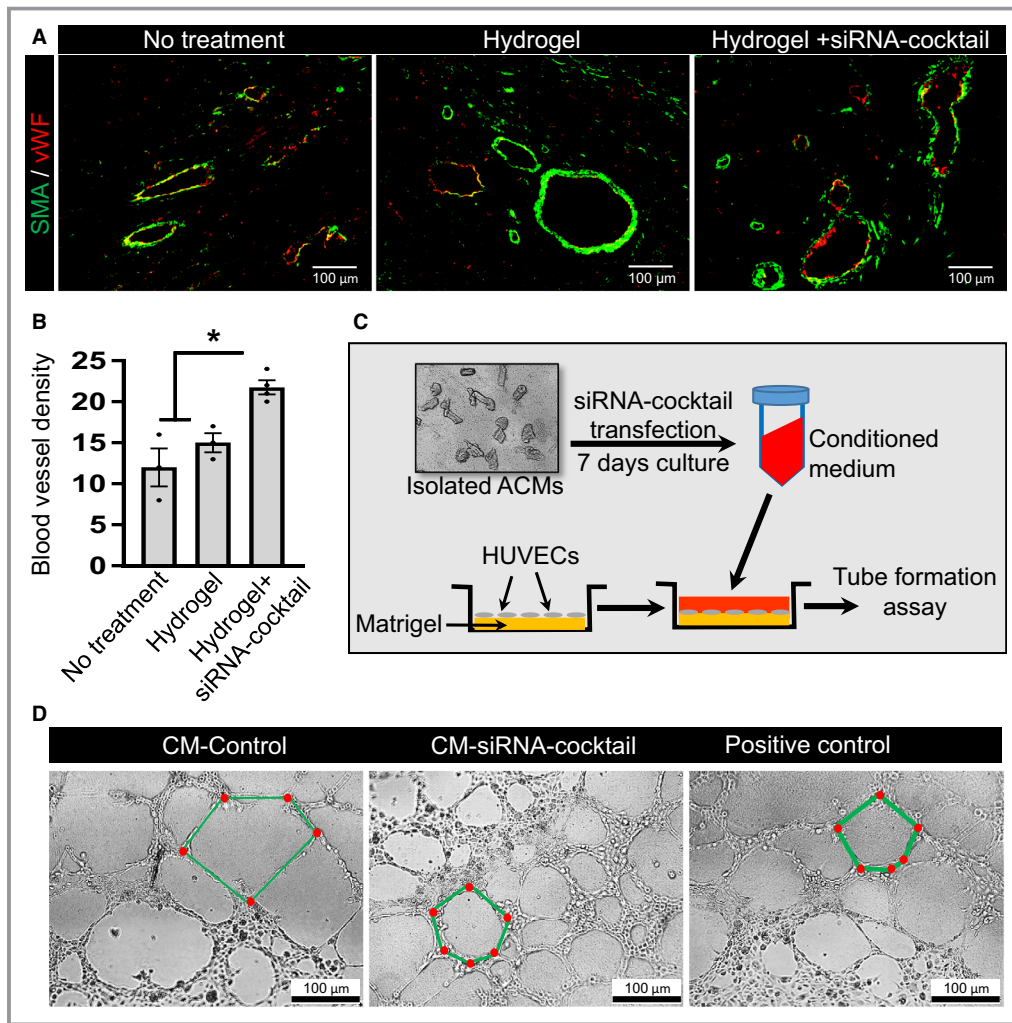 A
No treatment
Hydrogel
Hydrogel +siRNA-cocktail
SMA / vWF
100 µm
100 µm
100 µm
B
*
Blood vessel density
25
20
15
10
5
0
No treatment
Hydrogel
Hydrogel+
siRNA-cocktail
C
siRNA-cocktail
transfection
7 days culture
Isolated ACMs
Conditioned
medium
HUVECs
Matrigel
Tube formation
assay
D
CM-Control
CM-siRNA-cocktail
Positive control
100 µm
100 µm
100 µm